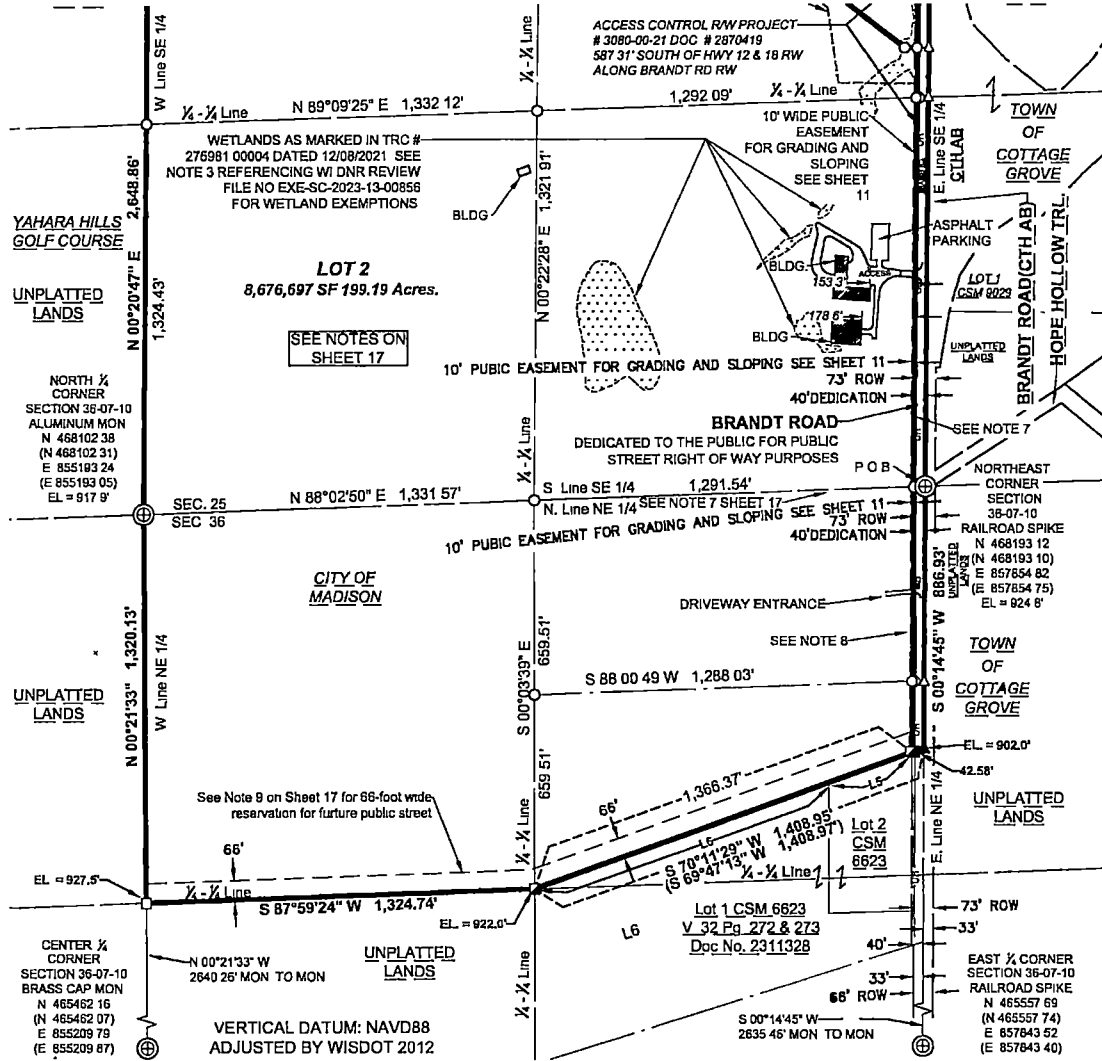 ACCESS CONTROL R/W PROJECT
# 3080-00-21 DOC # 2870419
587 31' SOUTH OF HWY 12 & 18 RW
ALONG BRANDT RD RW
W Line SE 1/4
¼ - ¼ Line
¼ - ¼ Line
N 89°09'25" E 1,332 12'
1,292 09'
¼ - ¼ Line
TOWN
OF
COTTAGE
GROVE
E. Line SE 1/4
CTH AB
10' WIDE PUBLIC
EASEMENT
FOR GRADING AND
SLOPING
SEE SHEET
11
WETLANDS AS MARKED IN TRC #
275981 00004 DATED 12/08/2021 SEE
NOTE 3 REFERENCING WI DNR REVIEW
FILE NO EXE-SC-2023-13-00856
FOR WETLAND EXEMPTIONS
BLDG
2,648.86'
N 00°20'47" E
1,324.43'
1,321 91'
N 00°22'28" E
YAHARA HILLS
GOLF COURSE
UNPLATTED
LANDS
LOT 2
8,676,697 SF 199.19 Acres.
SEE NOTES ON
SHEET 17
ASPHALT
PARKING
BLDG.
ACCESS
153 3'
178 6'
BLDG
LOT 1
CSM 9029
BRANDT ROAD(CTH AB)
HOPE HOLLOW TRL.
UNPLATTED
LANDS
10' PUBIC EASEMENT FOR GRADING AND SLOPING SEE SHEET 11
73' ROW
40'DEDICATION
BRANDT ROAD
DEDICATED TO THE PUBLIC FOR PUBLIC
STREET RIGHT OF WAY PURPOSES
SEE NOTE 7
P O B
NORTH ¼
CORNER
SECTION 36-07-10
ALUMINUM MON
N 468102 38
(N 468102 31)
E 855193 24
(E 855193 05)
EL = 917 9'
¼ - ¼ Line
SEC. 25
SEC 36
N 88°02'50" E 1,331 57'
S Line SE 1/4
N. Line NE 1/4
1,291.54'
SEE NOTE 7 SHEET 17
10' PUBIC EASEMENT FOR GRADING AND SLOPING SEE SHEET 11
73' ROW
40'DEDICATION
NORTHEAST
CORNER
SECTION
36-07-10
RAILROAD SPIKE
N 468193 12
(N 468193 10)
E 857854 82
(E 857854 75)
EL = 924 8'
UNPLATTED
LANDS
S 00°14'45" W 886.93'
CITY OF
MADISON
DRIVEWAY ENTRANCE
SEE NOTE 8
N 00°21'33" 1,320.13'
W Line NE 1/4
UNPLATTED
LANDS
S 00°03'39" E
659.51'
659 51'
S 88 00 49 W 1,288 03'
TOWN
OF
COTTAGE
GROVE
EL. = 902.0'
42.58'
See Note 9 on Sheet 17 for 66-foot wide
reservation for furture public street
66'
66'
1,366.37'
L5
L6
S 70°11'29" W 1,408.95'
(S 69°47'13" W 1,408.97')
¼ - ¼ Line
Lot 2
CSM
6623
E. Line NE 1/4
UNPLATTED
LANDS
EL = 927.5'
¼ - ¼ Line
S 87°59'24" W 1,324.74'
¼ - ¼ Line
EL = 922.0'
L6
Lot 1 CSM 6623
V 32 Pg 272 & 273
Doc No. 2311328
73' ROW
33'
40'
33'
66' ROW
CENTER ¼
CORNER
SECTION 36-07-10
BRASS CAP MON
N 465462 16
(N 465462 07)
E 855209 79
(E 855209 87)
N 00°21'33" W
2640 26' MON TO MON
UNPLATTED
LANDS
¼ - ¼ Line
VERTICAL DATUM: NAVD88
ADJUSTED BY WISDOT 2012
S 00°14'45" W
2635 46' MON TO MON
EAST ¼ CORNER
SECTION 36-07-10
RAILROAD SPIKE
N 465557 69
(N 465557 74)
E 857843 52
(E 857843 40)